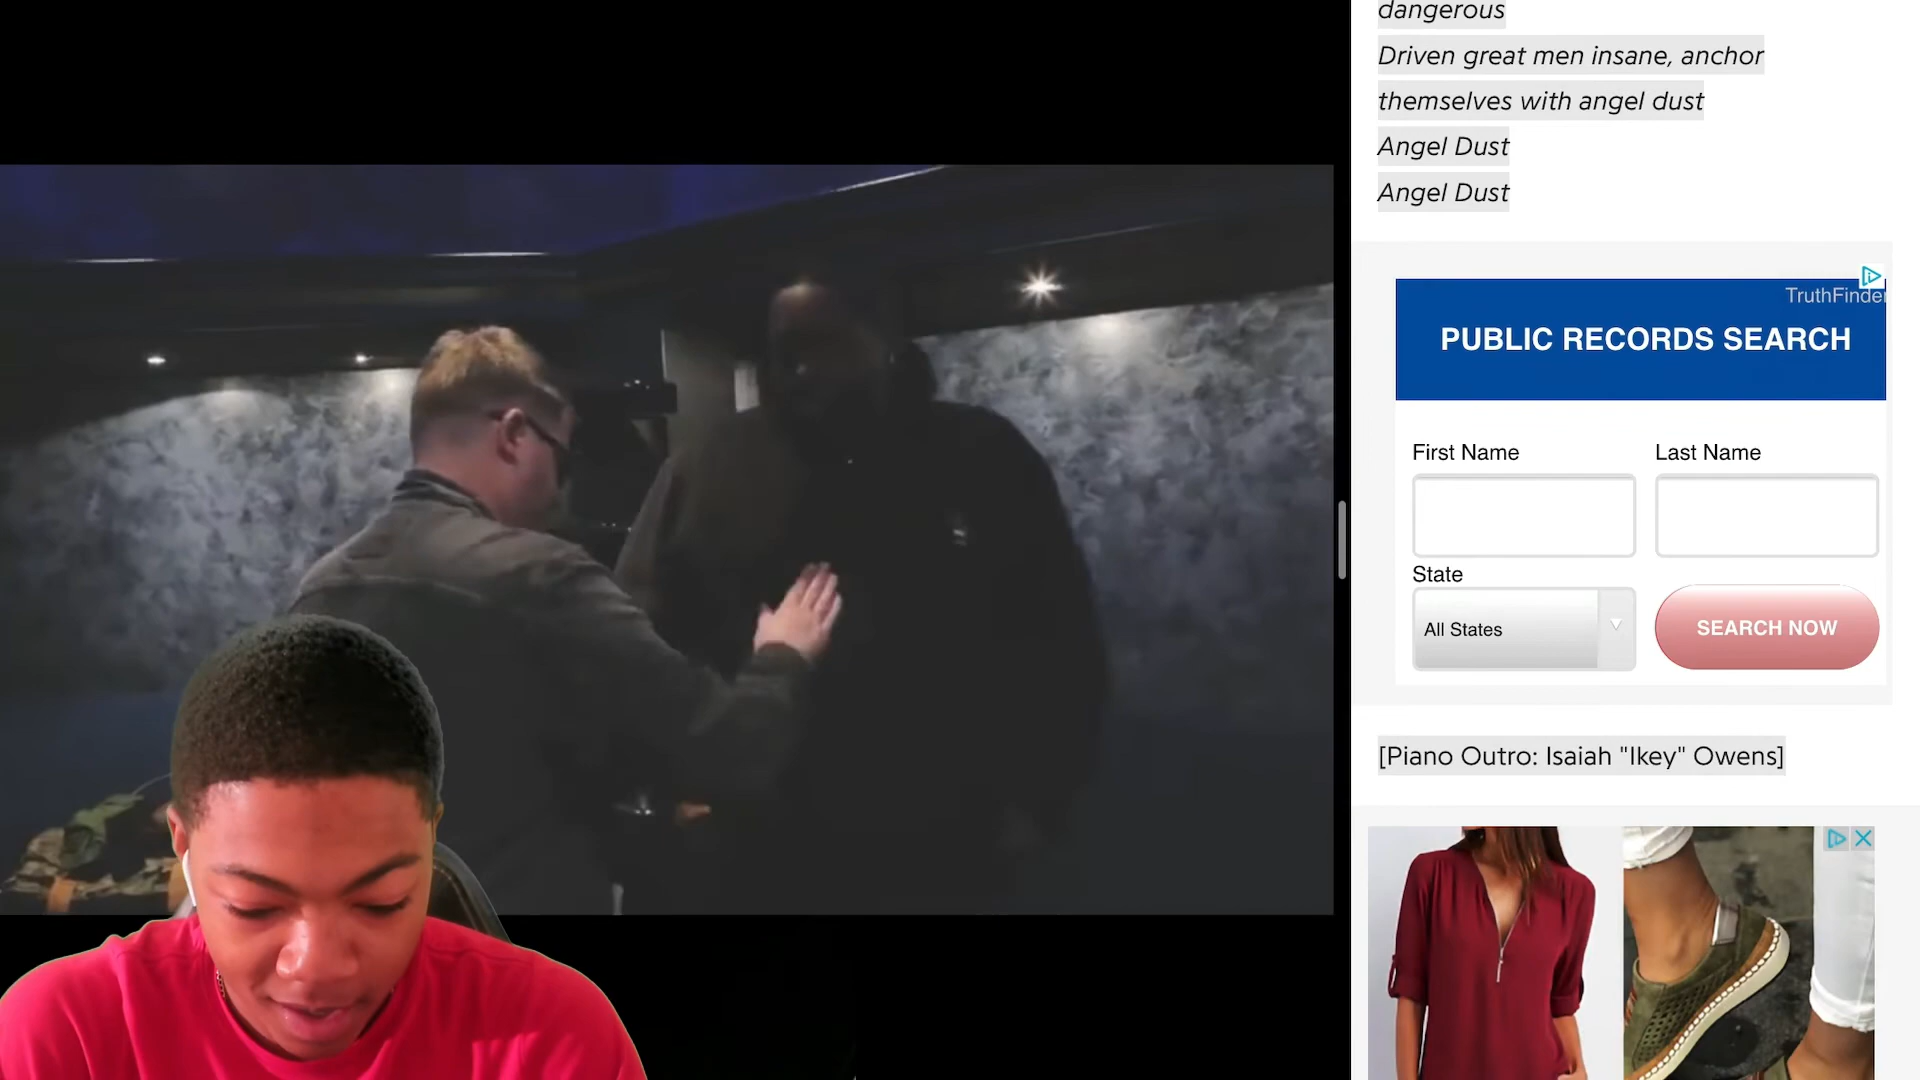 dangerous
Driven great men insane, anchor
themselves with angel dust
Angel Dust
Angel Dust
TruthFinder
PUBLIC RECORDS SEARCH
First Name
Last Name
State
All States
SEARCH NOW
[Piano Outro: Isaiah "Ikey" Owens]